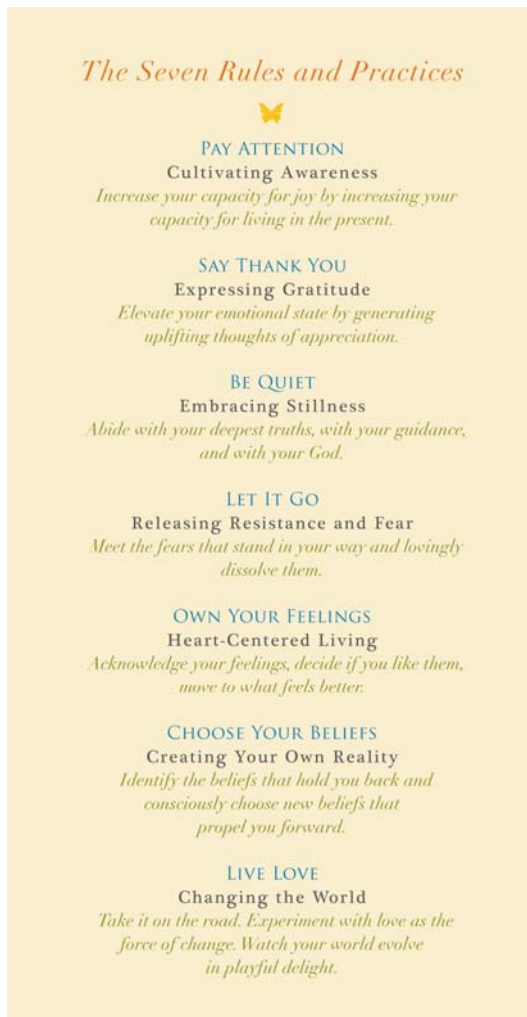 The Seven Rules and Practices
PAY ATTENTION
Cultivating Awareness
Increase your capacity for joy by increasing your
capacity for living in the present.
SAY THANK YOU
Expressing Gratitude
Elevate your emotional state by generating
uplifting thoughts of appreciation.
BE QUIET
Embracing Stillness
Abide with your deepest truths, with your guidance,
and with your God.
LET IT GO
Releasing Resistance and Fear
Meet the fears that stand in your way and lovingly
dissolve them.
OWN YOUR FEELINGS
Heart-Centered Living
Acknowledge your feelings, decide if you like them,
move to what feels better.
CHOOSE YOUR BELIEFS
Creating Your Own Reality
Identify the beliefs that hold you back and
consciously choose new beliefs that
propel you forward.
LIVE LOVE
Changing the World
Take it on the road. Experiment with love as the
force of change. Watch your world evolve
in playful delight.